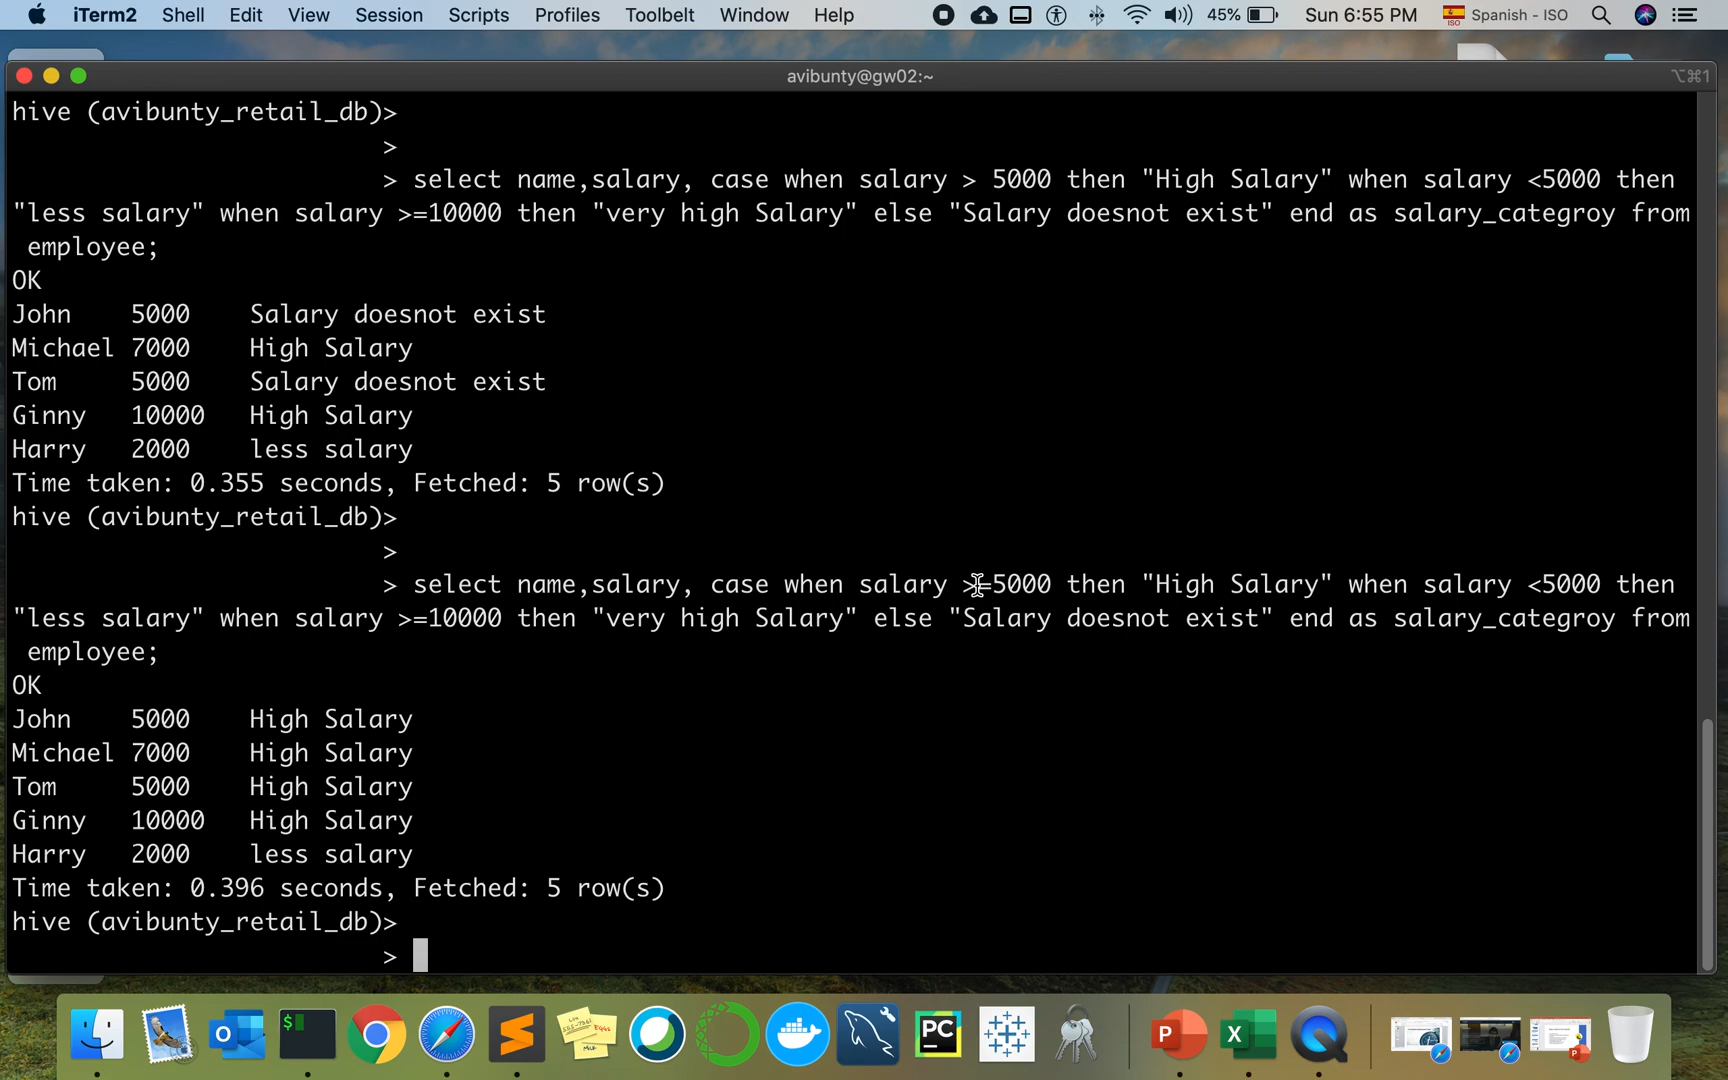 iTerm2 Shell Edit View Session Scripts Profiles Toolbelt Window Help 45% Sun 6:55 PM ISO Spanish - ISO
avibunty@gw02:~ ⌥⌘1
hive (avibunty_retail_db)>
>
> select name,salary, case when salary > 5000 then "High Salary" when salary <5000 then
"less salary" when salary >=10000 then "very high Salary" else "Salary doesnot exist" end as salary_categroy from
employee;
OK
John 5000 Salary doesnot exist
Michael 7000 High Salary
Tom 5000 Salary doesnot exist
Ginny 10000 High Salary
Harry 2000 less salary
Time taken: 0.355 seconds, Fetched: 5 row(s)
hive (avibunty_retail_db)>
>
> select name,salary, case when salary >=5000 then "High Salary" when salary <5000 then
"less salary" when salary >=10000 then "very high Salary" else "Salary doesnot exist" end as salary_categroy from
employee;
OK
John 5000 High Salary
Michael 7000 High Salary
Tom 5000 High Salary
Ginny 10000 High Salary
Harry 2000 less salary
Time taken: 0.396 seconds, Fetched: 5 row(s)
hive (avibunty_retail_db)>
>
$ PC P X